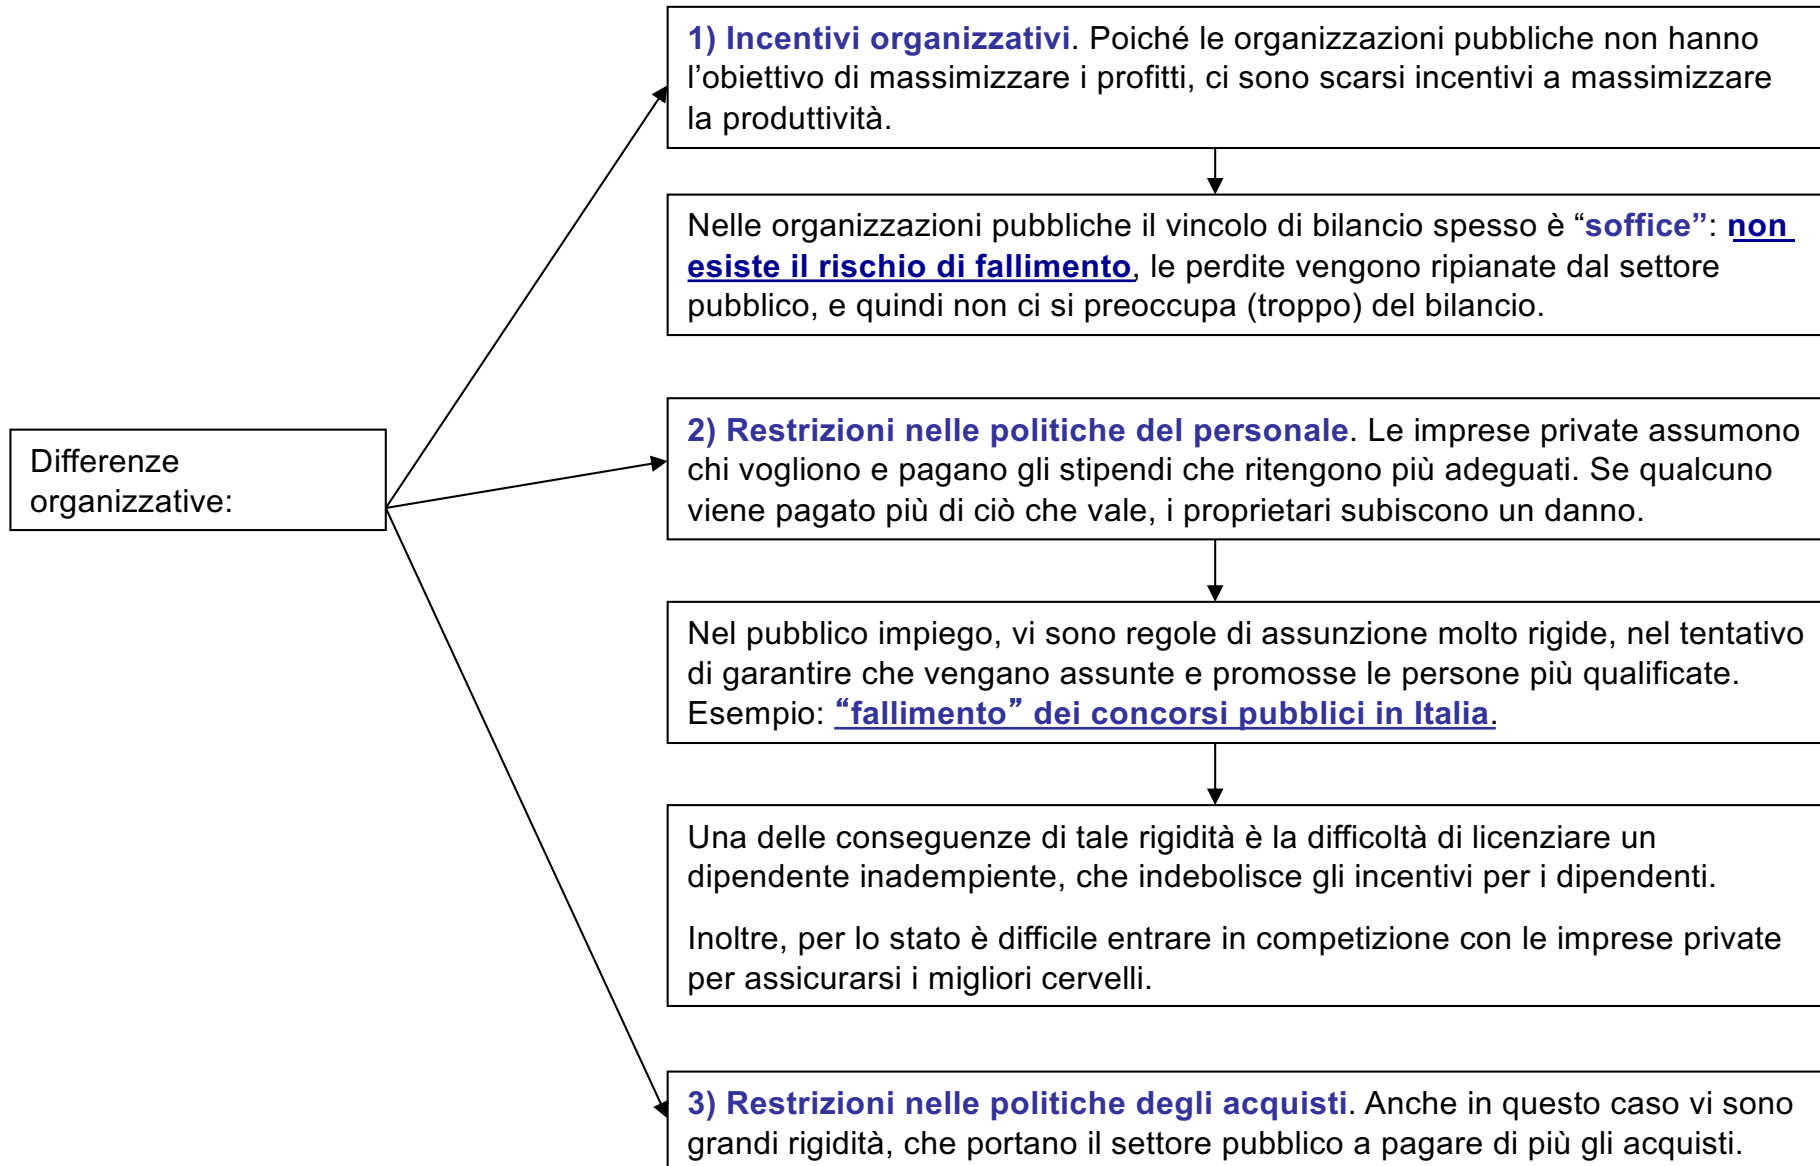 1) Incentivi organizzativi. Poiché le organizzazioni pubbliche non hanno
l’obiettivo di massimizzare i profitti, ci sono scarsi incentivi a massimizzare
la produttività.
Nelle organizzazioni pubbliche il vincolo di bilancio spesso è “soffice”: non
esiste il rischio di fallimento, le perdite vengono ripianate dal settore
pubblico, e quindi non ci si preoccupa (troppo) del bilancio.
Differenze
organizzative:
2) Restrizioni nelle politiche del personale. Le imprese private assumono
chi vogliono e pagano gli stipendi che ritengono più adeguati. Se qualcuno
viene pagato più di ciò che vale, i proprietari subiscono un danno.
Nel pubblico impiego, vi sono regole di assunzione molto rigide, nel tentativo
di garantire che vengano assunte e promosse le persone più qualificate.
Esempio: “fallimento” dei concorsi pubblici in Italia.
Una delle conseguenze di tale rigidità è la difficoltà di licenziare un
dipendente inadempiente, che indebolisce gli incentivi per i dipendenti.
Inoltre, per lo stato è difficile entrare in competizione con le imprese private
per assicurarsi i migliori cervelli.
3) Restrizioni nelle politiche degli acquisti. Anche in questo caso vi sono
grandi rigidità, che portano il settore pubblico a pagare di più gli acquisti.